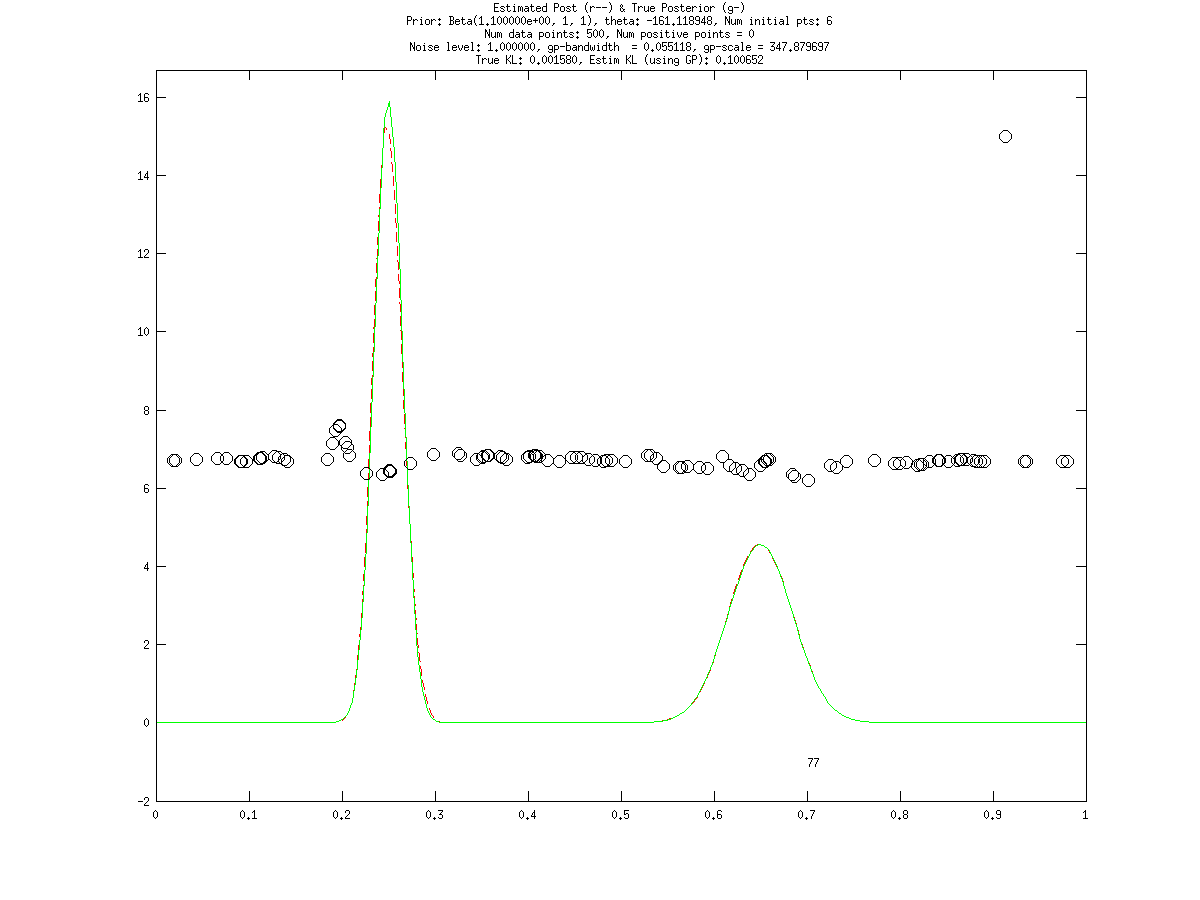 Estimated Post (r--) & True Posterior (g-)
Prior: Beta(1.100000e+00, 1, 1), theta: -161.118948, Num initial pts: 6
Num data points: 500, Num positive points = 0
Noise level: 1.000000, gp-bandwidth  = 0.055118, gp-scale = 347.879697
True KL: 0.001580, Estim KL (using GP): 0.100652
16
14
12
10
8
6
4
2
0
-2
77
0 0.1 0.2 0.3 0.4 0.5 0.6 0.7 0.8 0.9 1